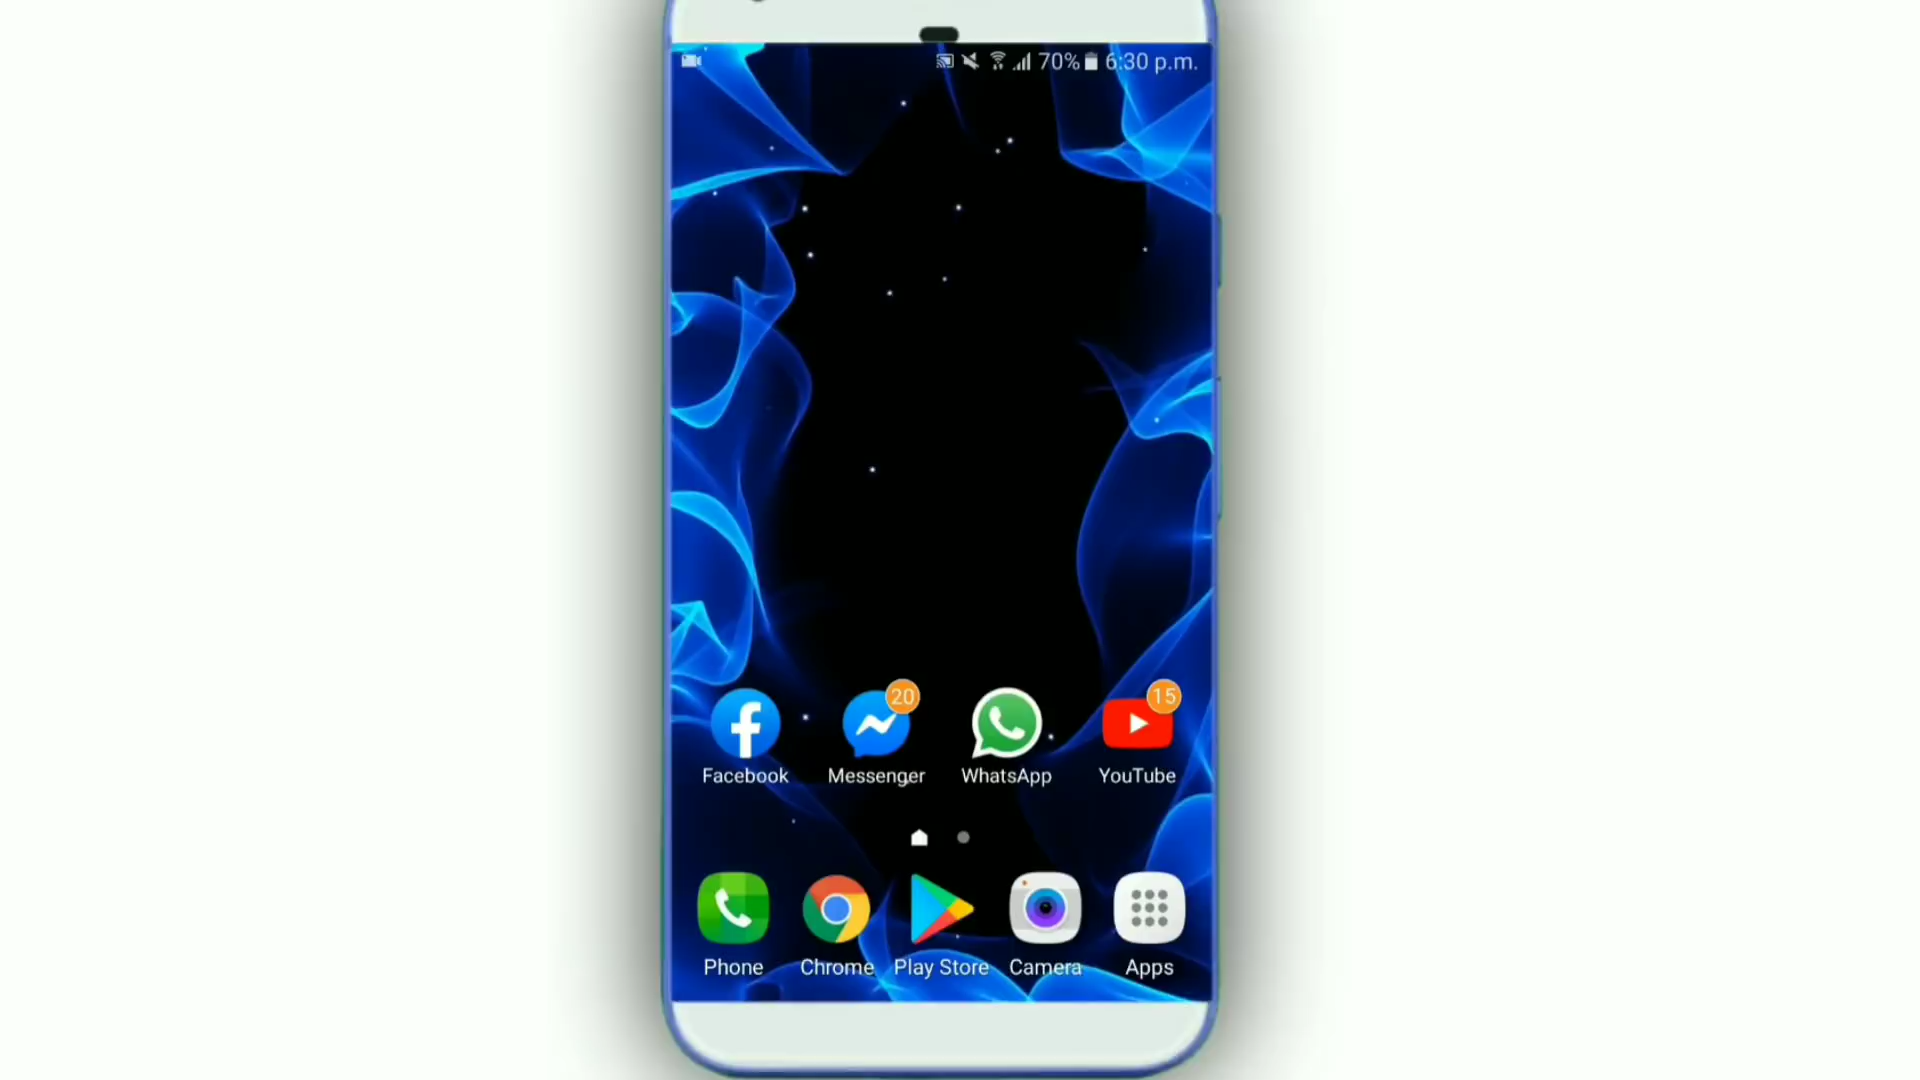 70% 6:30 p.m.
20 15
Facebook Messenger WhatsApp YouTube
Phone Chrome Play Store Camera Apps